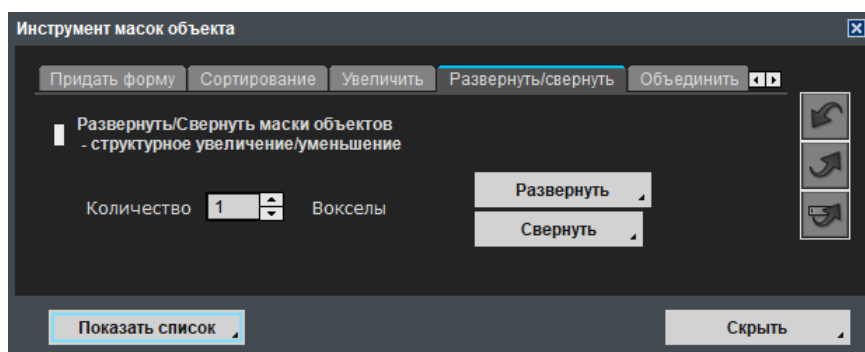 Инструмент масок объекта
Придать форму Сортирование Увеличить Развернуть/свернуть Объединить
Развернуть/Свернуть маски объектов
- структурное увеличение/уменьшение
Количество 1 Вокселы
Развернуть
Свернуть
Показать список Скрыть